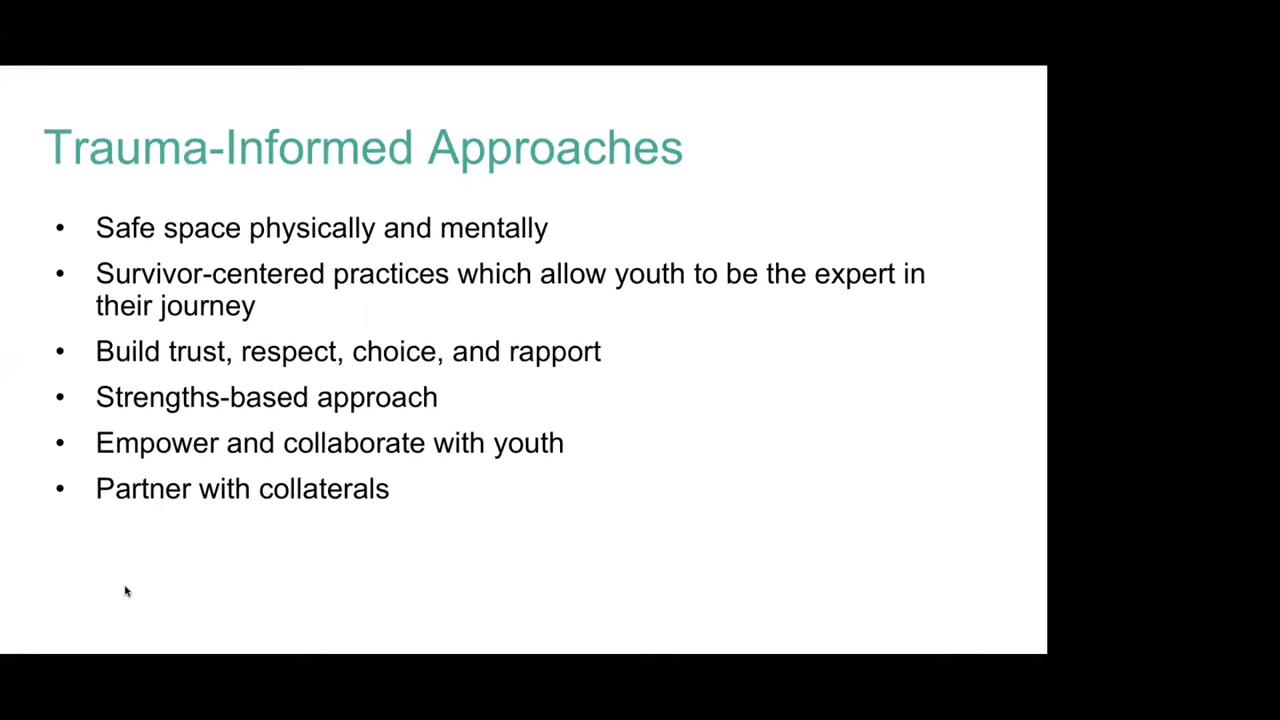 Trauma-Informed Approaches
• Safe space physically and mentally
• Survivor-centered practices which allow youth to be the expert in
their journey
• Build trust, respect, choice, and rapport
• Strengths-based approach
• Empower and collaborate with youth
• Partner with collaterals